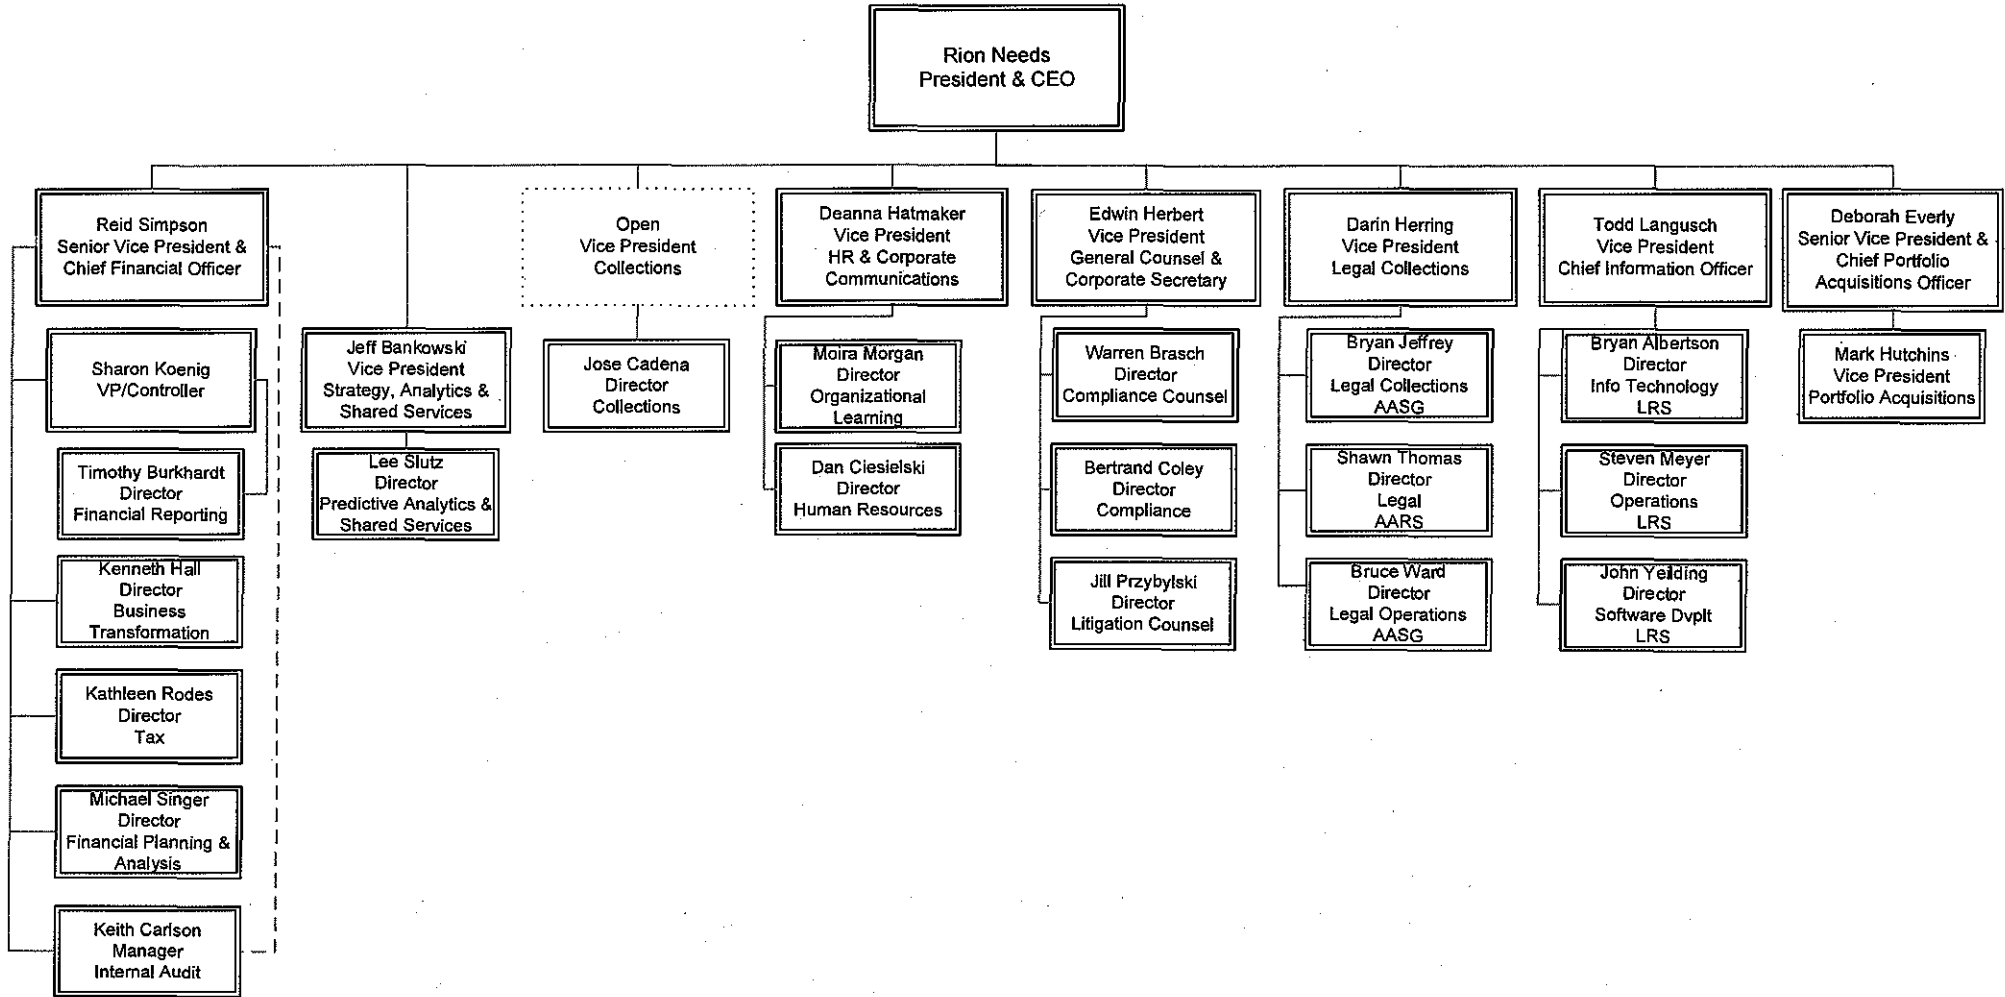 Rion Needs
President & CEO
Reid Simpson
Senior Vice President &
Chief Financial Officer
Open
Vice President
Collections
Deanna Hatmaker
Vice President
HR & Corporate
Communications
Edwin Herbert
Vice President
General Counsel &
Corporate Secretary
Darin Herring
Vice President
Legal Collections
Todd Langusch
Vice President
Chief Information Officer
Deborah Everly
Senior Vice President &
Chief Portfolio
Acquisitions Officer
Sharon Koenig
VP/Controller
Jeff Bankowski
Vice President
Strategy, Analytics &
Shared Services
Jose Cadena
Director
Collections
Moira Morgan
Director
Organizational
Learning
Warren Brasch
Director
Compliance Counsel
Bryan Jeffrey
Director
Legal Collections
AASG
Bryan Albertson
Director
Info Technology
LRS
Mark Hutchins
Vice President
Portfolio Acquisitions
Timothy Burkhardt
Director
Financial Reporting
Lee Slutz
Director
Predictive Analytics &
Shared Services
Dan Ciesielski
Director
Human Resources
Bertrand Coley
Director
Compliance
Shawn Thomas
Director
Legal
AARS
Steven Meyer
Director
Operations
LRS
Kenneth Hall
Director
Business
Transformation
Jill Przybylski
Director
Litigation Counsel
Bruce Ward
Director
Legal Operations
AASG
John Yeilding
Director
Software Dvplt
LRS
Kathleen Rodes
Director
Tax
Michael Singer
Director
Financial Planning &
Analysis
Keith Carlson
Manager
Internal Audit